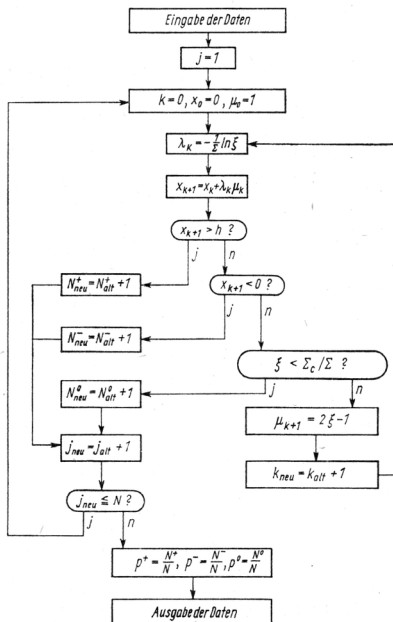 Eingabe der Daten
j=1
k=0, x₀=0, μ₀=1
λ_K = -1/Σ ln ξ
x_{k+1}=x_k+λ_k μ_k
x_{k+1}>h ?
j n
N⁺_neu = N⁺_alt + 1
x_{k+1}<0 ?
j n
N⁻_neu = N⁻_alt + 1
ξ < Σ_c/Σ ?
j n
N⁰_neu = N⁰_alt + 1
μ_{k+1} = 2ξ-1
j_neu = j_alt + 1
k_neu = k_alt + 1
j_neu ≦ N ?
j n
p⁺ = N⁺/N, p⁻ = N⁻/N, p⁰ = N⁰/N
Ausgabe der Daten